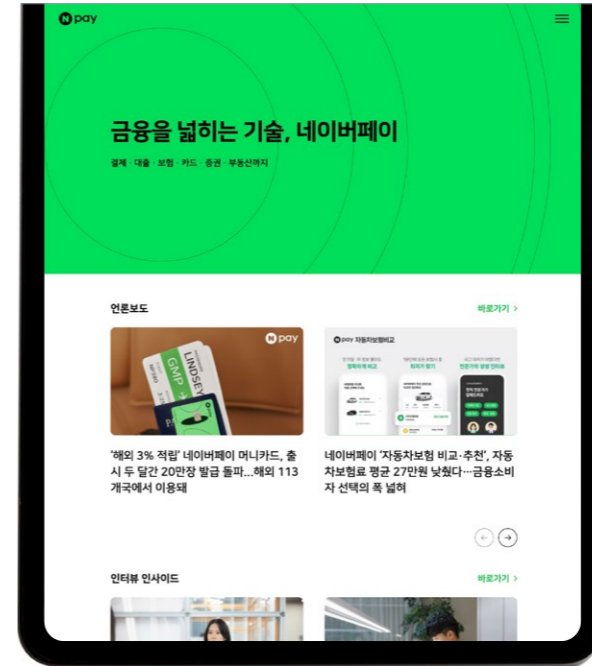 N pay
금융을 넓히는 기술, 네이버페이
결제 · 대출 · 보험 · 카드 · 증권 · 부동산까지
언론보도
바로가기 >
N pay
LINDSEY
GMP
N pay 자동차보험비교
‘해외 3% 적립’ 네이버페이 머니카드, 출
시 두 달간 20만장 발급 돌파...해외 113
개국에서 이용돼
네이버페이 ‘자동차보험 비교·추천’, 자동
차보험료 평균 27만원 낮췄다…금융소비
자 선택의 폭 넓혀
인터뷰 인사이드
바로가기 >